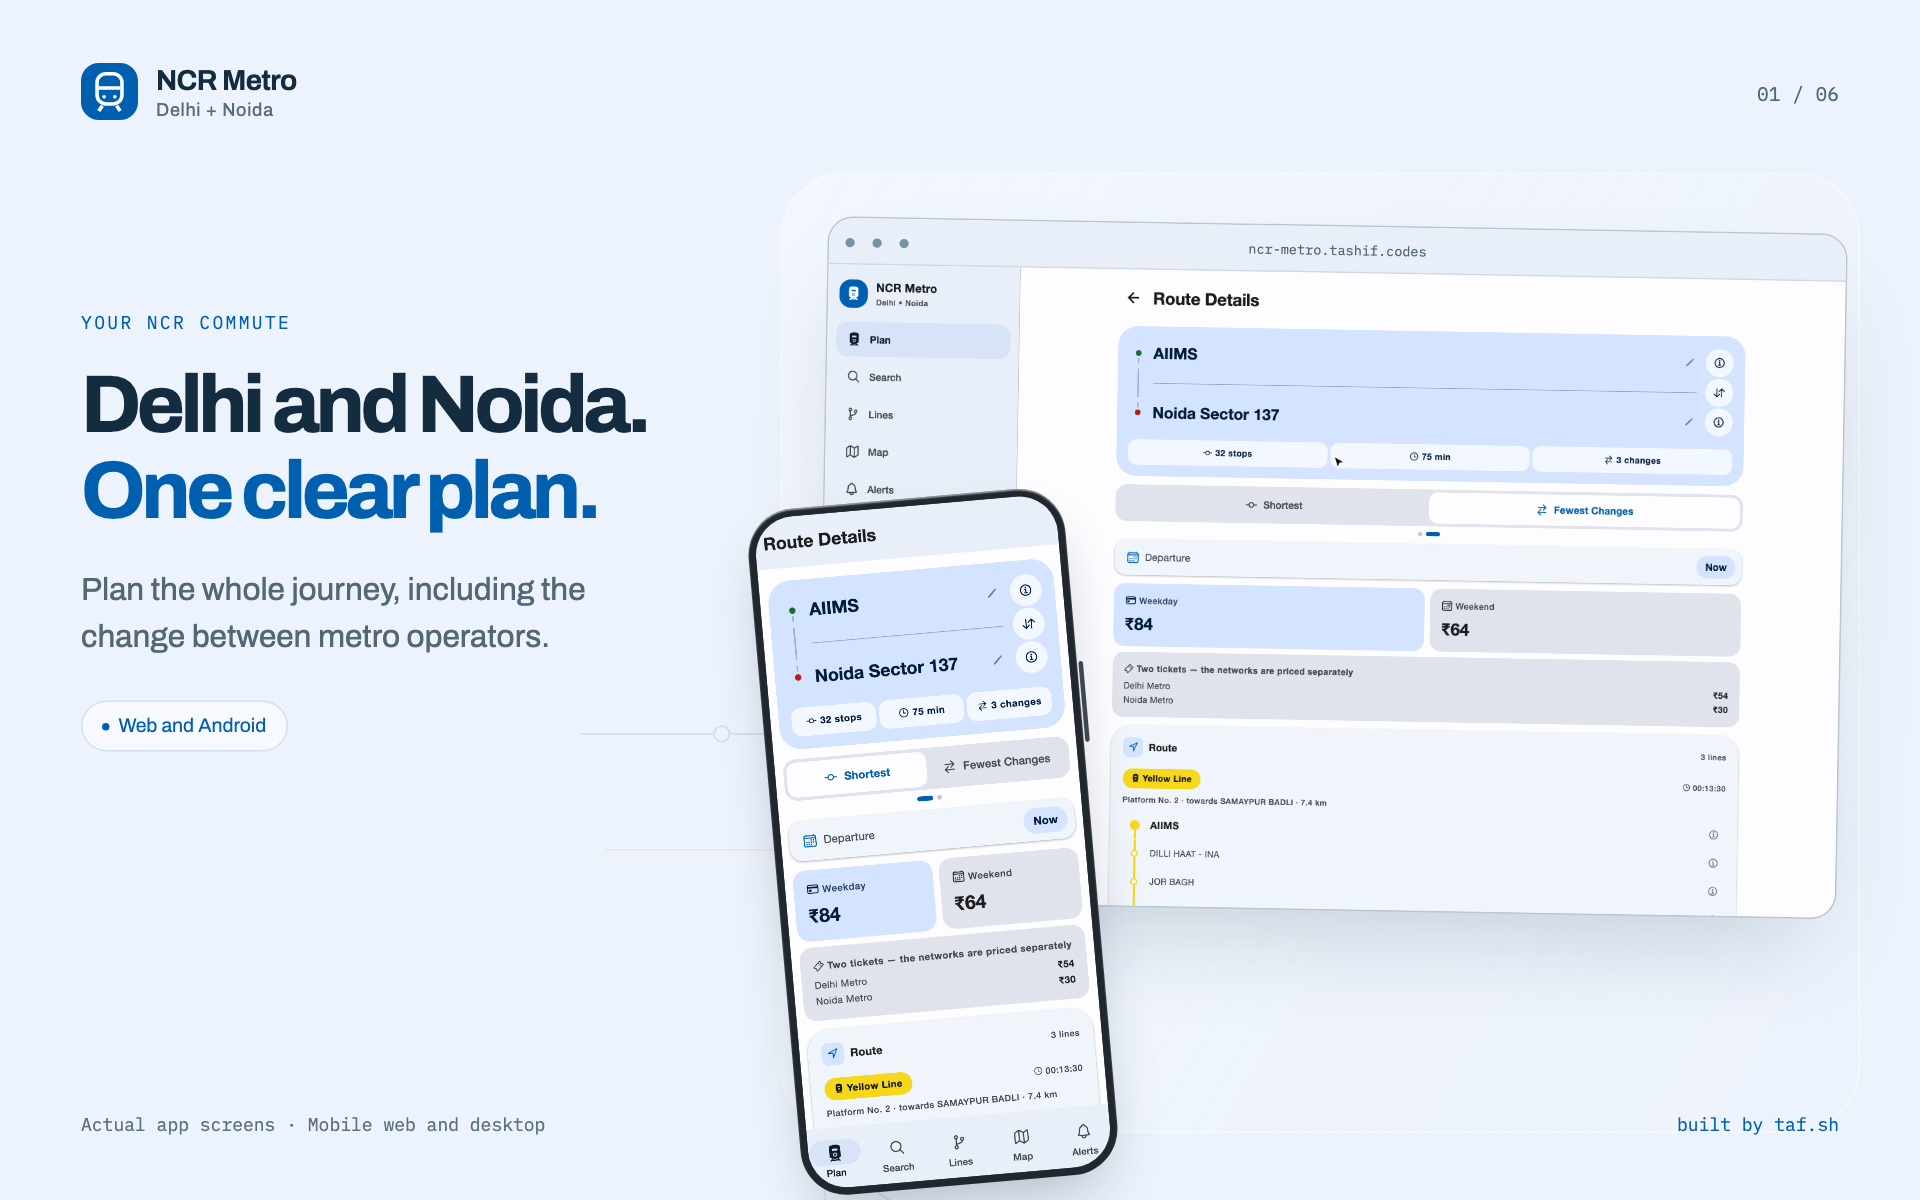 NCR Metro
Delhi + Noida
01 / 06
YOUR NCR COMMUTE
Delhi and Noida.
One clear plan.
Plan the whole journey, including the
change between metro operators.
Web and Android
Actual app screens · Mobile web and desktop
built by taf.sh
ncr-metro.tashif.codes
NCR Metro
Delhi • Noida
Plan
Search
Lines
Map
Alerts
Route Details
AIIMS
Noida Sector 137
32 stops
75 min
3 changes
Shortest
Fewest Changes
Departure
Now
Weekday
₹84
Weekend
₹64
Two tickets — the networks are priced separately
Delhi Metro
₹54
Noida Metro
₹30
Route
3 lines
Yellow Line
00:13:30
Platform No. 2 · towards SAMAYPUR BADLI · 7.4 km
AIIMS
DILLI HAAT - INA
JOR BAGH
Route Details
AIIMS
Noida Sector 137
32 stops
75 min
3 changes
Shortest
Fewest Changes
Departure
Now
Weekday
₹84
Weekend
₹64
Two tickets — the networks are priced separately
Delhi Metro
₹54
Noida Metro
₹30
Route
3 lines
Yellow Line
00:13:30
Platform No. 2 · towards SAMAYPUR BADLI · 7.4 km
Plan
Search
Lines
Map
Alerts